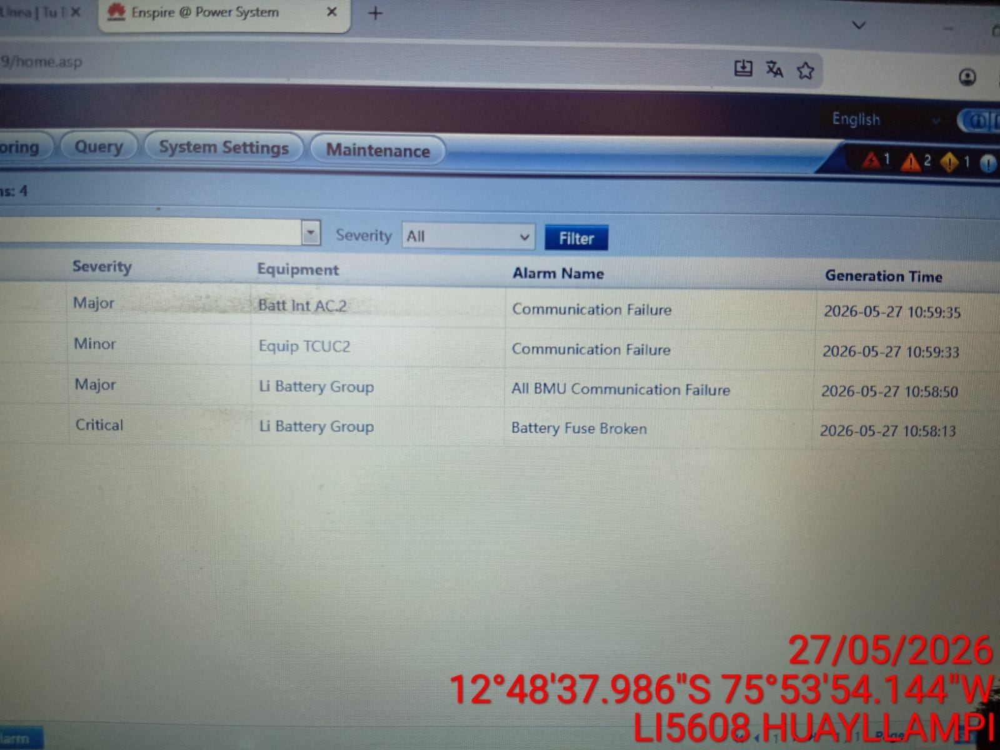 Enspire @ Power System
9/home.asp
English
oring Query System Settings Maintenance
1 2 1
ns: 4
Severity All Filter
Severity Equipment Alarm Name Generation Time
Major Batt Int AC.2 Communication Failure 2026-05-27 10:59:35
Minor Equip TCUC2 Communication Failure 2026-05-27 10:59:33
Major Li Battery Group All BMU Communication Failure 2026-05-27 10:58:50
Critical Li Battery Group Battery Fuse Broken 2026-05-27 10:58:13
27/05/2026
12°48'37.986"S 75°53'54.144"W
LI5608 HUAYLLAMPI
larm